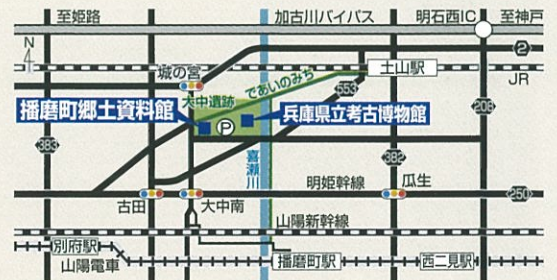 至姫路
加古川バイパス
明石西IC
至神戸
N
2
城の宮
土山駅
JR
であいのみち
大中遺跡
553
播磨町郷土資料館
P
兵庫県立考古博物館
208
383
喜瀬川
382
明姫幹線
瓜生
250
古田
大中南
山陽新幹線
別府駅
山陽電車
播磨町駅
西二見駅